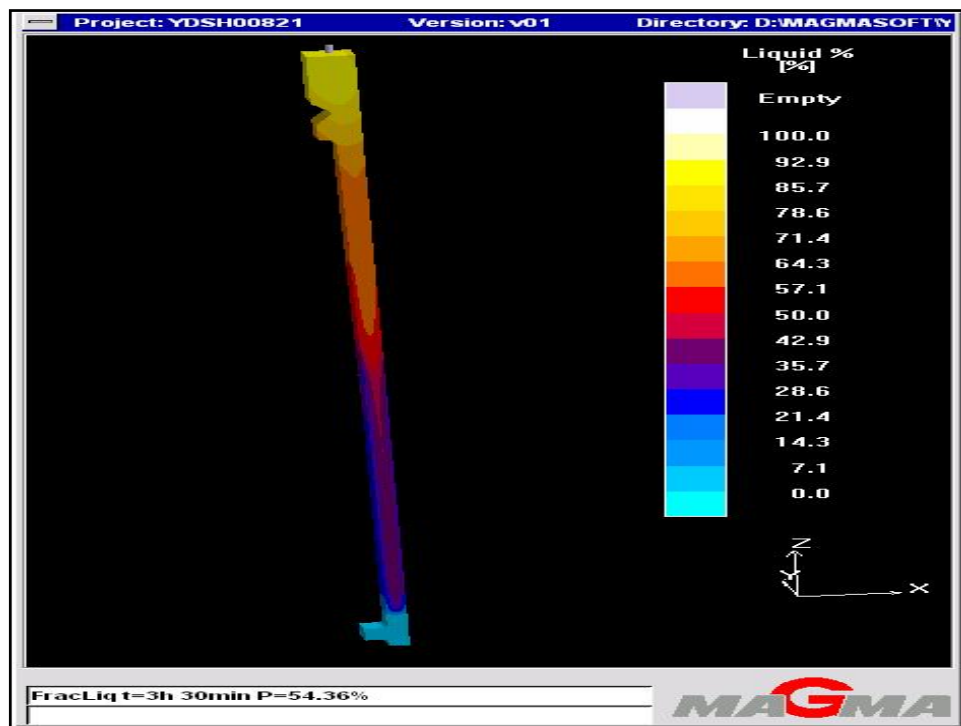 Project: YDSH00821 Version: v01 Directory: D:\MAGMASOFT\Y
Liquid %
[%]
Empty
100.0
92.9
85.7
78.6
71.4
64.3
57.1
50.0
42.9
35.7
28.6
21.4
14.3
7.1
0.0
Z
Y
X
FracLiq t=3h 30min P=54.36%
MAGMA